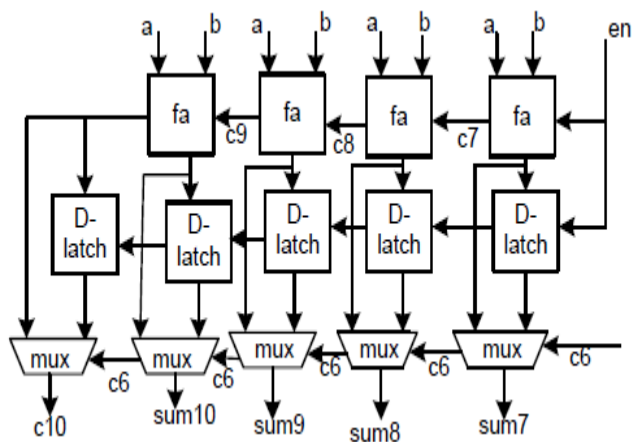 a b a b a b a b en
fa fa fa fa
c9 c8 c7
D-latch D-latch D-latch D-latch D-latch
mux mux mux mux mux
c6 c6 c6 c6 c6
c10 sum10 sum9 sum8 sum7